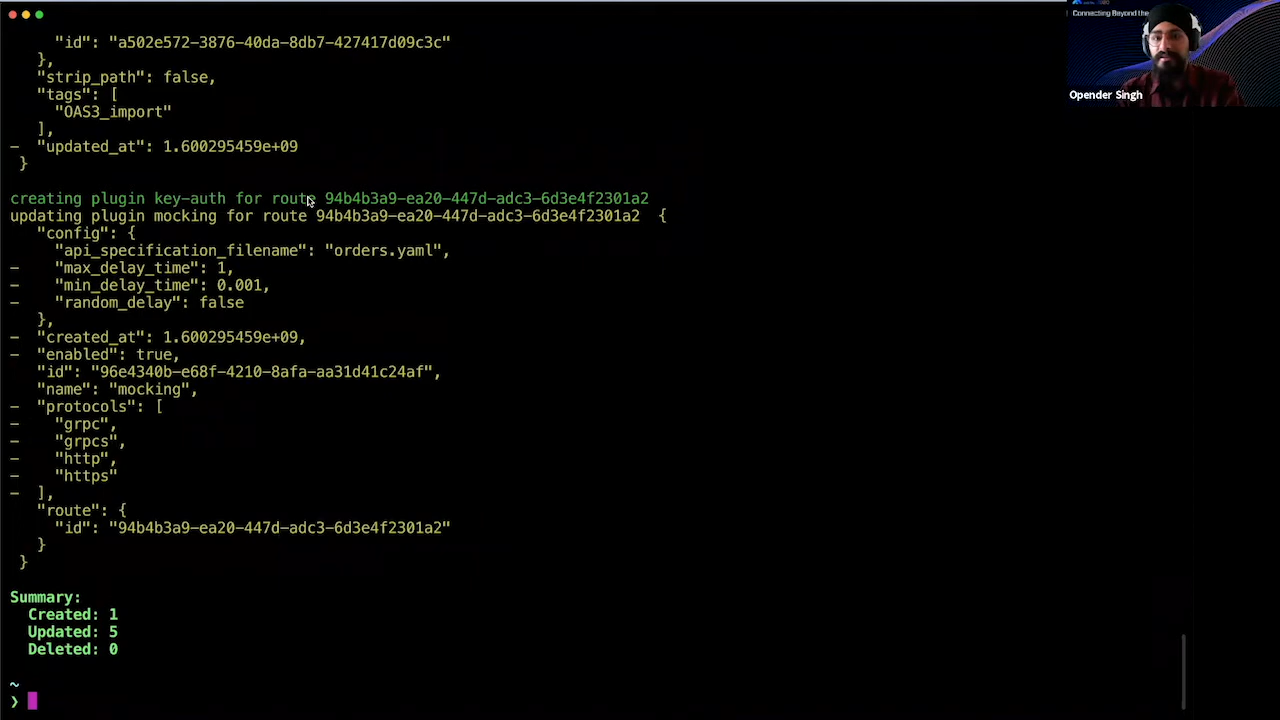 "id": "a502e572-3876-40da-8db7-427417d09c3c"
},
"strip_path": false,
"tags": [
"OAS3_import"
],
- "updated_at": 1.600295459e+09
}
creating plugin key-auth for route 94b4b3a9-ea20-447d-adc3-6d3e4f2301a2
updating plugin mocking for route 94b4b3a9-ea20-447d-adc3-6d3e4f2301a2 {
"config": {
"api_specification_filename": "orders.yaml",
- "max_delay_time": 1,
- "min_delay_time": 0.001,
- "random_delay": false
},
- "created_at": 1.600295459e+09,
- "enabled": true,
"id": "96e4340b-e68f-4210-8afa-aa31d41c24af",
"name": "mocking",
- "protocols": [
- "grpc",
- "grpcs",
- "http",
- "https"
- ],
"route": {
"id": "94b4b3a9-ea20-447d-adc3-6d3e4f2301a2"
}
}
Summary:
Created: 1
Updated: 5
Deleted: 0
~
❯
Connecting Beyond the
Opender Singh